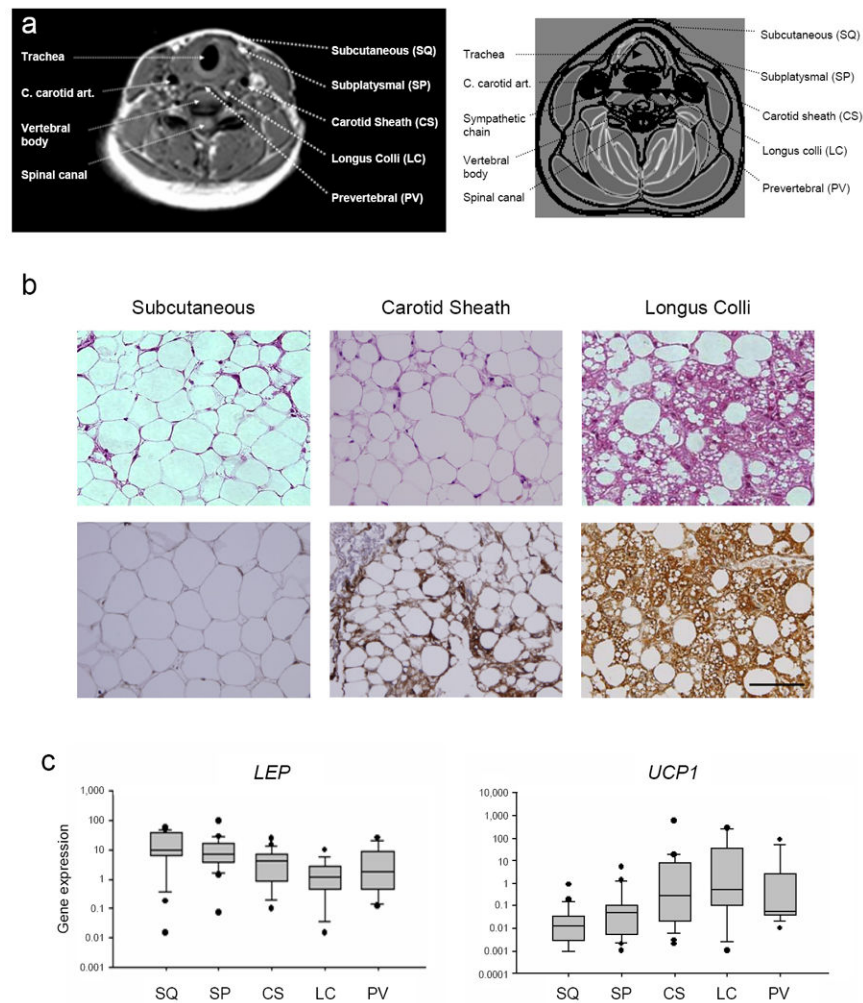 a
Trachea
C. carotid art.
Vertebral
body
Spinal canal
Subcutaneous (SQ)
Subplatysmal (SP)
Carotid Sheath (CS)
Longus Colli (LC)
Prevertebral (PV)
Trachea
C. carotid art.
Sympathetic
chain
Vertebral
body
Spinal canal
Subcutaneous (SQ)
Subplatysmal (SP)
Carotid sheath (CS)
Longus colli (LC)
Prevertebral (PV)
b
Subcutaneous Carotid Sheath Longus Colli
c
LEP
Gene expression
1,000
100
10
1
0.1
0.01
0.001
SQ SP CS LC PV
UCP1
10,000
1,000
100
10
1
0.1
0.01
0.001
0.0001
SQ SP CS LC PV